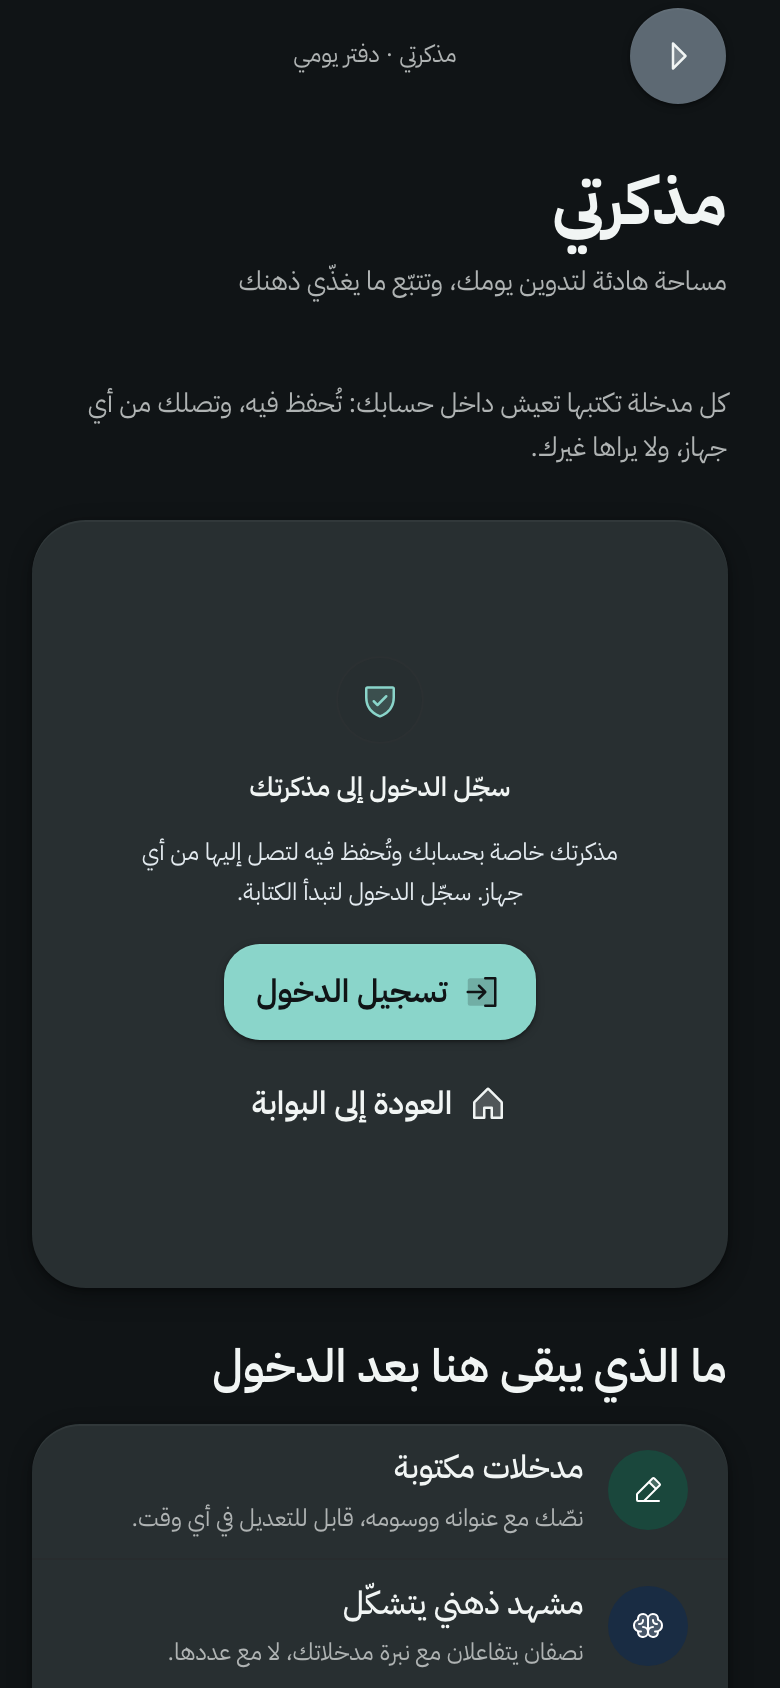 مذكرتي · دفتر يومي
مذكرتي
مساحة هادئة لتدوين يومك، وتتبّع ما يغذّي ذهنك
كل مدخلة تكتبها تعيش داخل حسابك: تُحفظ فيه، وتصلك من أي
جهاز، ولا يراها غيرك.
سجّل الدخول إلى مذكرتك
مذكرتك خاصة بحسابك وتُحفظ فيه لتصل إليها من أي
جهاز. سجّل الدخول لتبدأ الكتابة.
تسجيل الدخول
العودة إلى البوابة
ما الذي يبقى هنا بعد الدخول
مدخلات مكتوبة
نصّك مع عنوانه ووسومه، قابل للتعديل في أي وقت.
مشهد ذهني يتشكّل
نصفان يتفاعلان مع نبرة مدخلاتك، لا مع عددها.